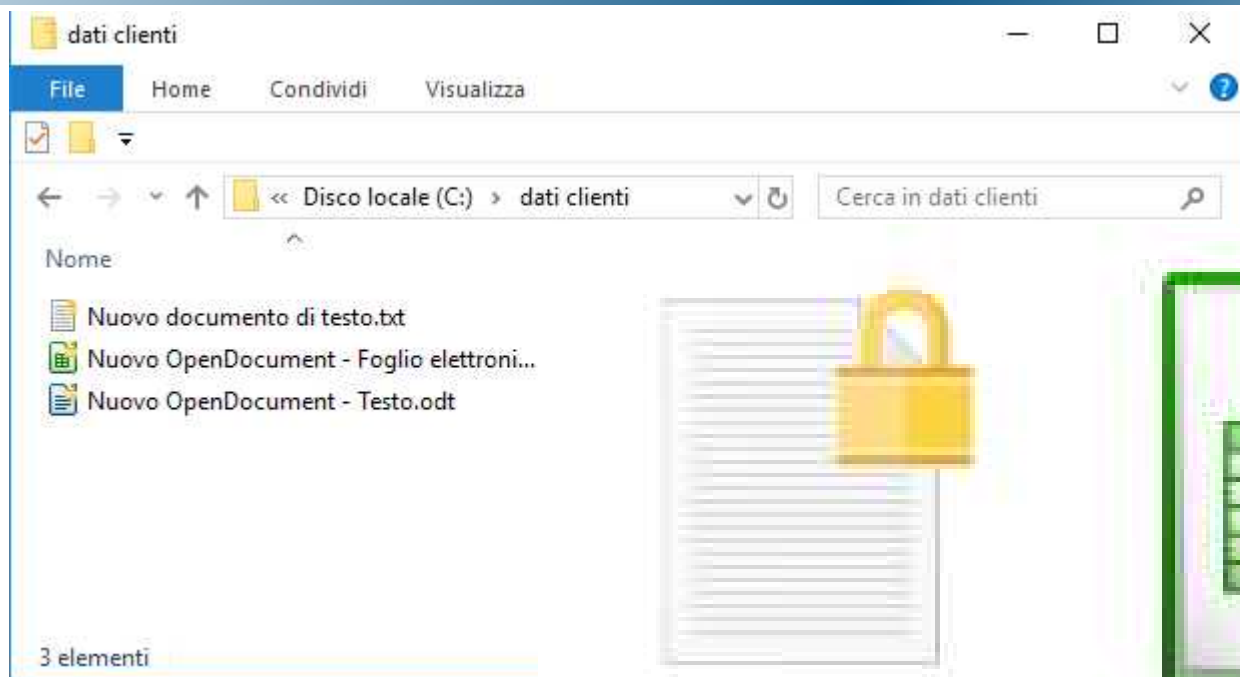 dati clienti
File Home Condividi Visualizza
« Disco locale (C:) › dati clienti Cerca in dati clienti
Nome
Nuovo documento di testo.txt
Nuovo OpenDocument - Foglio elettroni...
Nuovo OpenDocument - Testo.odt
3 elementi